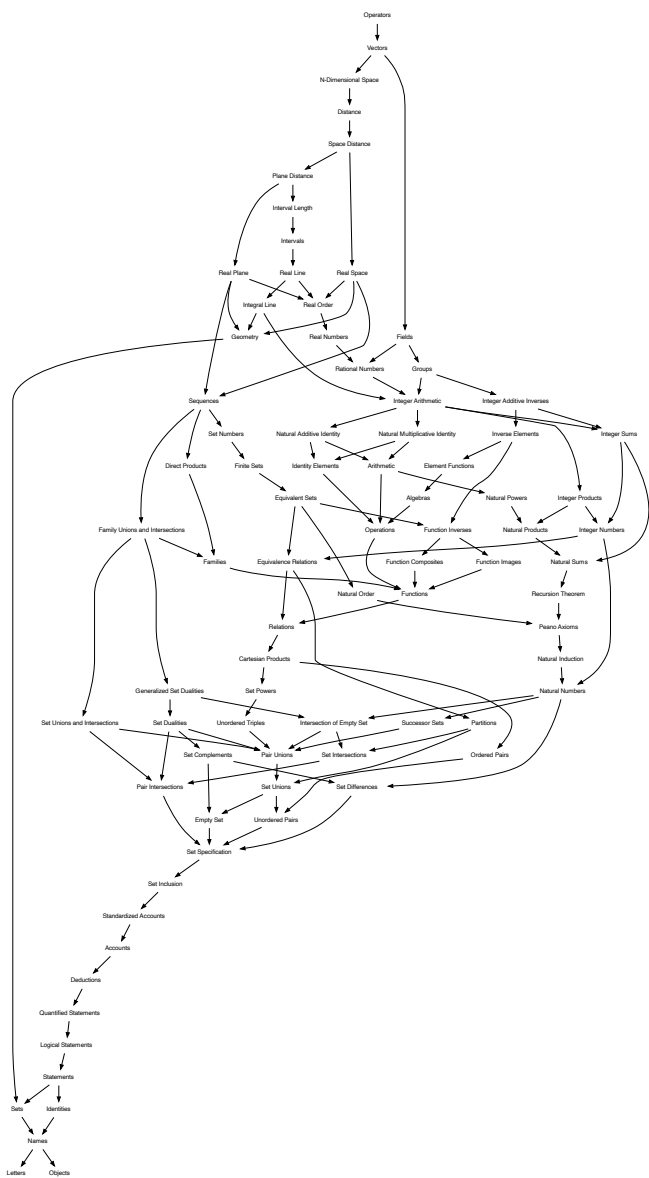 Operators
Vectors
N-Dimensional Space
Distance
Space Distance
Plane Distance
Interval Length
Intervals
Real Plane
Real Line
Real Space
Integral Line
Real Order
Geometry
Real Numbers
Fields
Rational Numbers
Groups
Sequences
Integer Arithmetic
Integer Additive Inverses
Set Numbers
Natural Additive Identity
Natural Multiplicative Identity
Inverse Elements
Integer Sums
Direct Products
Finite Sets
Identity Elements
Arithmetic
Element Functions
Equivalent Sets
Algebras
Natural Powers
Integer Products
Family Unions and Intersections
Operations
Function Inverses
Natural Products
Integer Numbers
Families
Equivalence Relations
Function Composites
Function Images
Natural Sums
Natural Order
Functions
Recursion Theorem
Relations
Peano Axioms
Cartesian Products
Natural Induction
Generalized Set Dualities
Set Powers
Natural Numbers
Set Unions and Intersections
Set Dualities
Unordered Triples
Intersection of Empty Set
Successor Sets
Partitions
Set Complements
Pair Unions
Set Intersections
Ordered Pairs
Pair Intersections
Set Unions
Set Differences
Empty Set
Unordered Pairs
Set Specification
Set Inclusion
Standardized Accounts
Accounts
Deductions
Quantified Statements
Logical Statements
Statements
Sets
Identities
Names
Letters
Objects